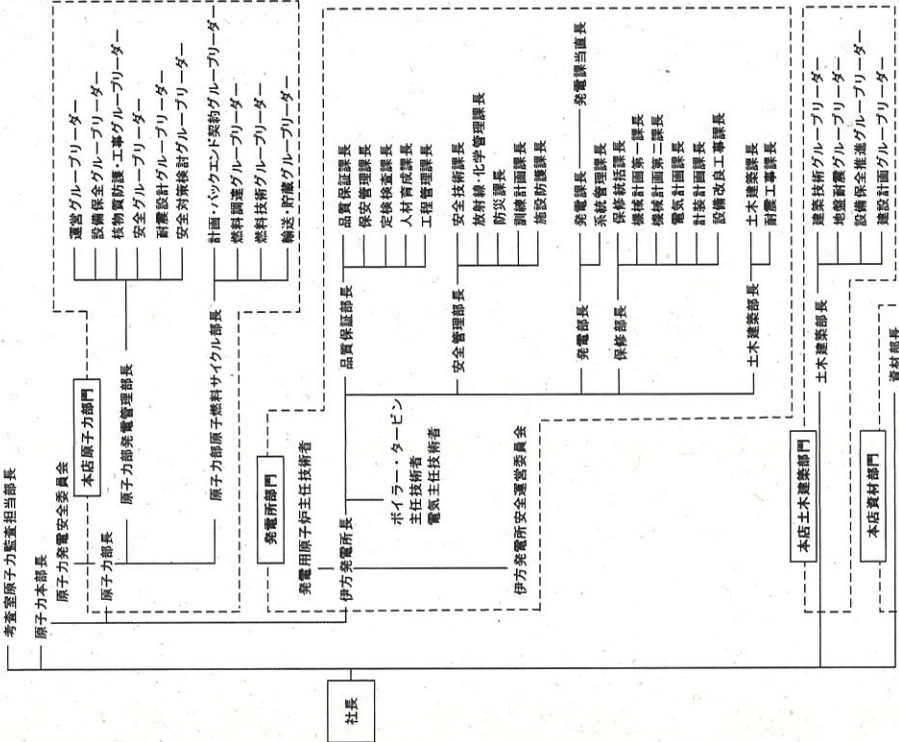 社長
考査室原子力監査担当部長
原子力本部長
原子力発電安全委員会
原子力部長
本店原子力部門
原子力部発電管理部長
運営グループリーダー
設備保全グループリーダー
核物質防護・工事グループリーダー
安全グループリーダー
耐震設計グループリーダー
安全対策検討グループリーダー
原子力部原子燃料サイクル部長
計画・バックエンド契約グループリーダー
燃料調達グループリーダー
燃料技術グループリーダー
輸送・貯蔵グループリーダー
発電所部門
発電用原子炉主任技術者
伊方発電所長
ボイラー・タービン
主任技術者
電気主任技術者
伊方発電所安全運営委員会
品質保証部長
品質保証課長
保安管理課長
定検検査課長
人材育成課長
工程管理課長
安全管理部長
安全技術課長
放射線・化学管理課長
防災課長
訓練計画課長
施設防護課長
発電部長
発電課長
発電課当直長
系統管理課長
保修部長
保修統括課長
機械計画第一課長
機械計画第二課長
電気計画課長
計装計画課長
設備改良工事課長
土木建築部長
土木建築課長
耐震工事課長
本店土木建築部門
土木建築部長
建築技術グループリーダー
地盤耐震グループリーダー
設備保全推進グループリーダー
建設計画グループリーダー
本店資材部門
資材部長